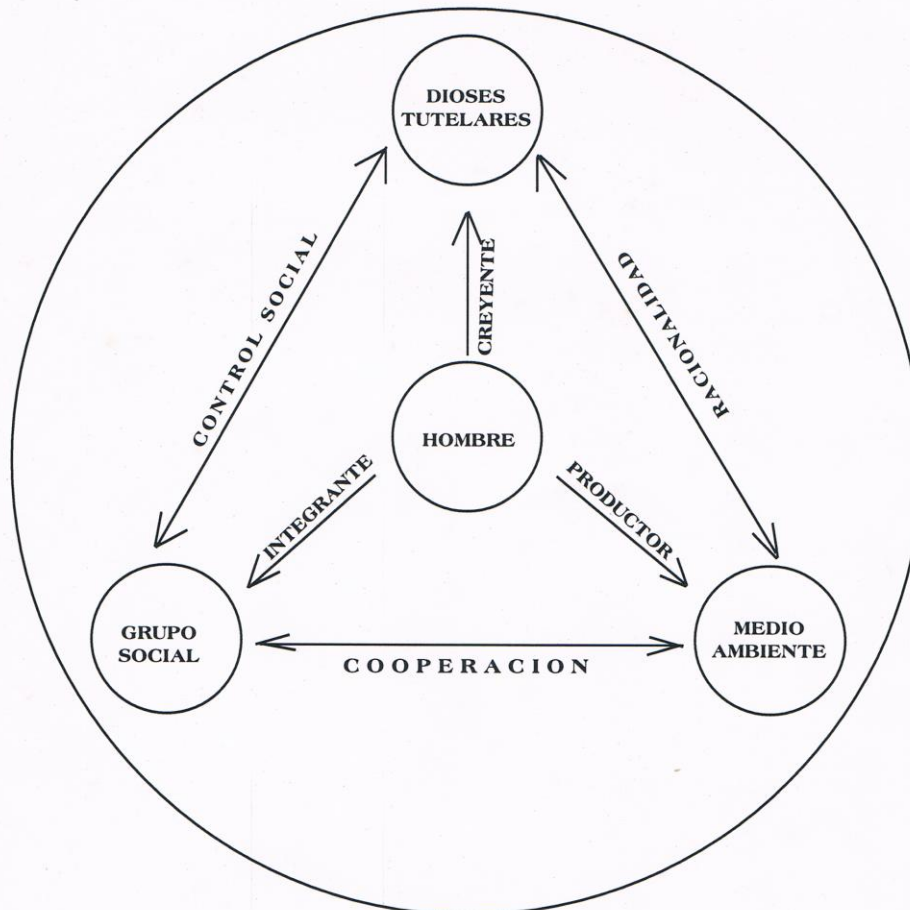 DIOSES
TUTELARES
CONTROL SOCIAL
CREYENTE
RACIONALIDAD
HOMBRE
INTEGRANTE
PRODUCTOR
GRUPO
SOCIAL
MEDIO
AMBIENTE
COOPERACION